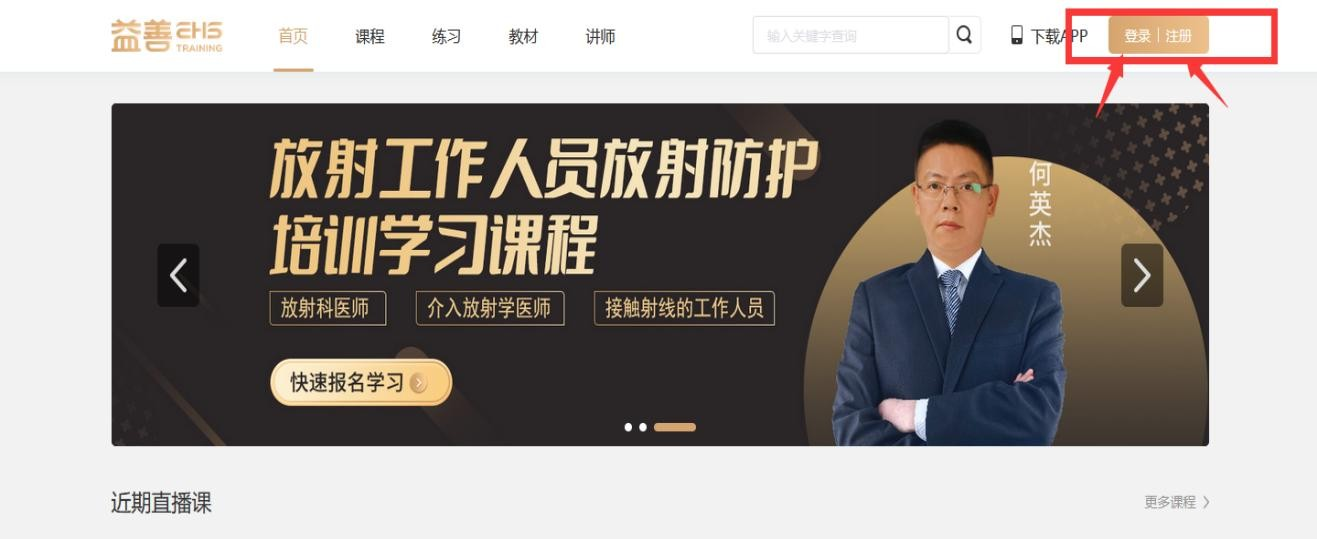 益善 EHS TRAINING
首页 课程 练习 教材 讲师
输入关键字查询
下载APP
登录 | 注册
放射工作人员放射防护
培训学习课程
何英杰
放射科医师 介入放射学医师 接触射线的工作人员
快速报名学习
近期直播课
更多课程